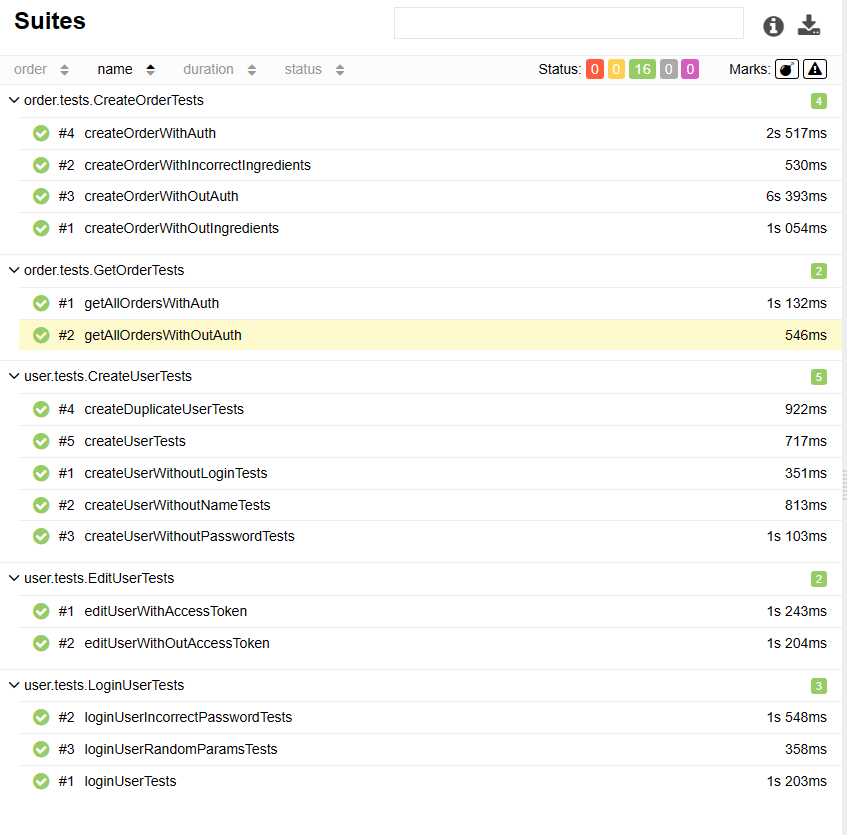 Suites
order name duration status Status: 0 0 16 0 0 Marks:
order.tests.CreateOrderTests 4
#4 createOrderWithAuth 2s 517ms
#2 createOrderWithIncorrectIngredients 530ms
#3 createOrderWithOutAuth 6s 393ms
#1 createOrderWithOutIngredients 1s 054ms
order.tests.GetOrderTests 2
#1 getAllOrdersWithAuth 1s 132ms
#2 getAllOrdersWithOutAuth 546ms
user.tests.CreateUserTests 5
#4 createDuplicateUserTests 922ms
#5 createUserTests 717ms
#1 createUserWithoutLoginTests 351ms
#2 createUserWithoutNameTests 813ms
#3 createUserWithoutPasswordTests 1s 103ms
user.tests.EditUserTests 2
#1 editUserWithAccessToken 1s 243ms
#2 editUserWithOutAccessToken 1s 204ms
user.tests.LoginUserTests 3
#2 loginUserIncorrectPasswordTests 1s 548ms
#3 loginUserRandomParamsTests 358ms
#1 loginUserTests 1s 203ms